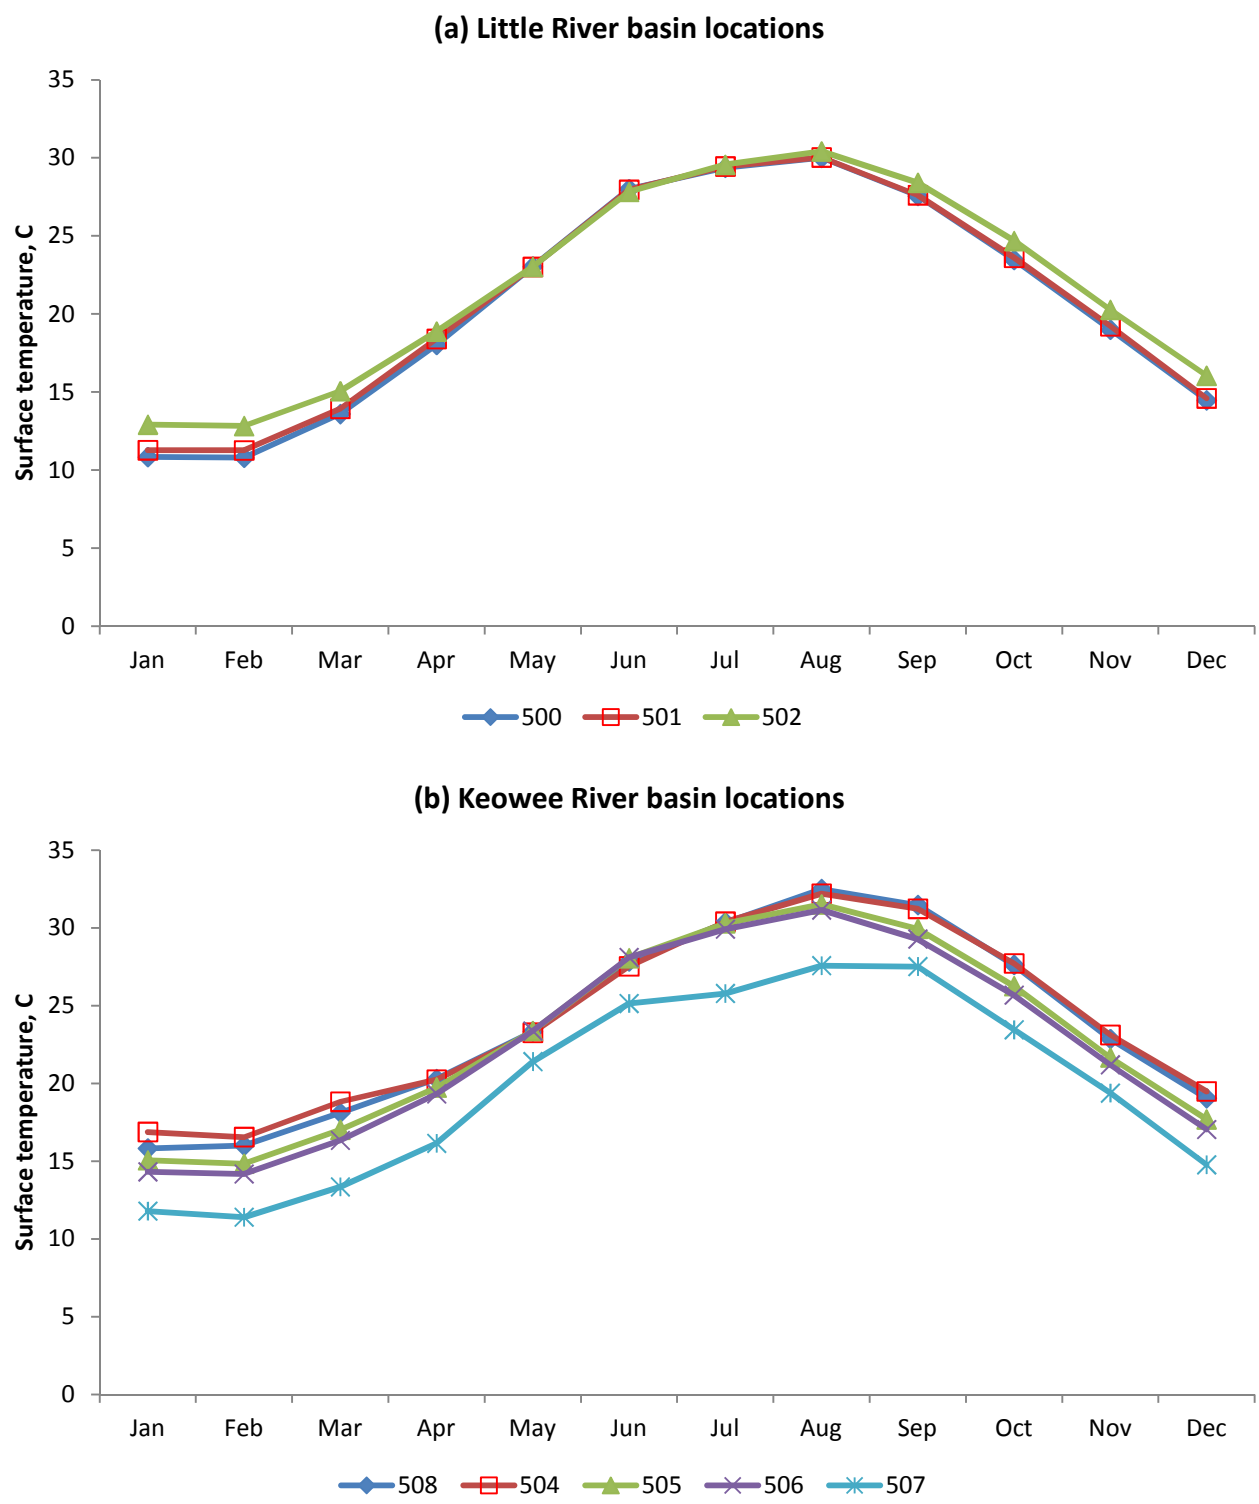 (a) Little River basin locations
35
30
25
20
15
10
5
0
Surface temperature, C
Jan Feb Mar Apr May Jun Jul Aug Sep Oct Nov Dec
500 501 502
(b) Keowee River basin locations
35
30
25
20
15
10
5
0
Surface temperature, C
Jan Feb Mar Apr May Jun Jul Aug Sep Oct Nov Dec
508 504 505 506 507